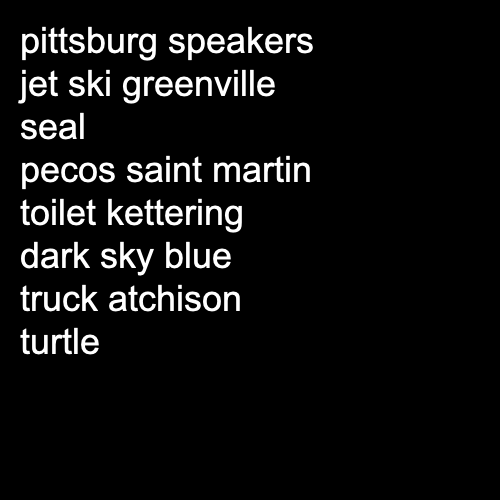 pittsburg speakers
jet ski greenville
seal
pecos saint martin
toilet kettering
dark sky blue
truck atchison
turtle